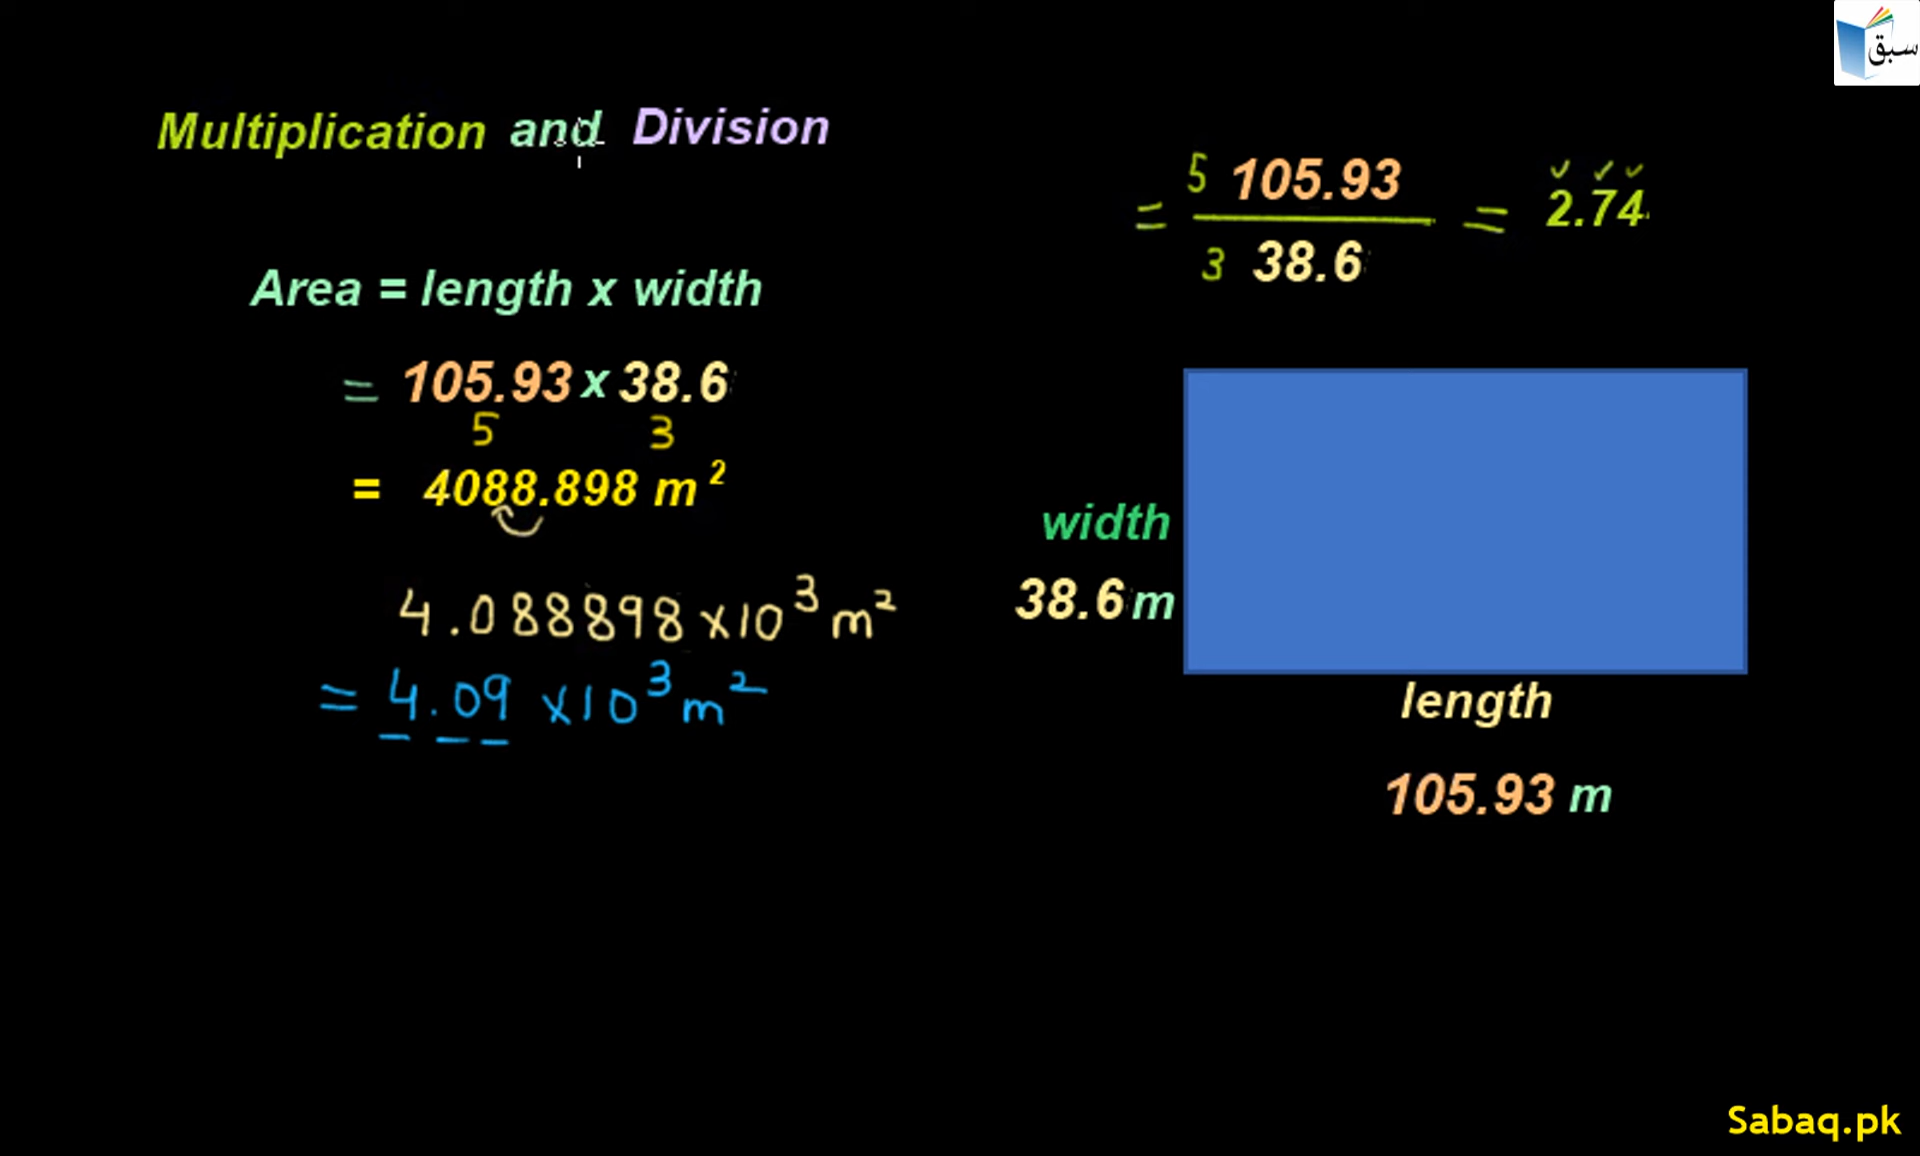 سبق
Multiplication and Division
Area = length x width
= 105.93 x 38.6
5 3
= 4088.898 m²
4.088898 x 10³ m²
= 4.09 x 10³ m²
= 5 105.93 / 3 38.6 = 2.74
width
38.6 m
length
105.93 m
Sabaq.pk